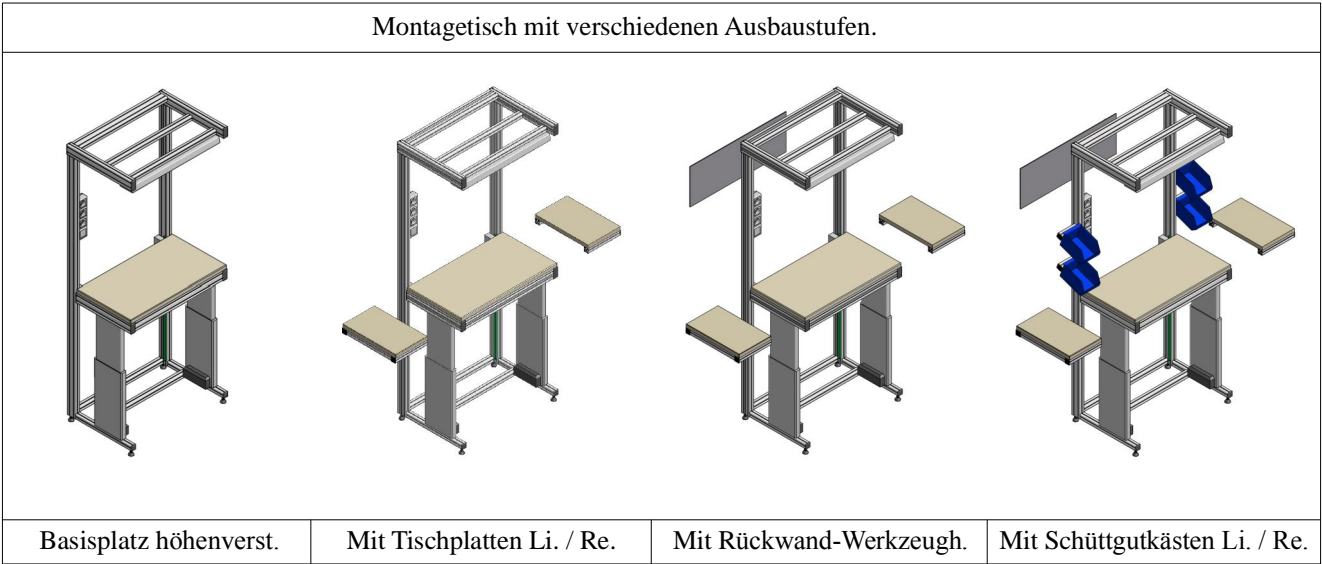 Montagetisch mit verschiedenen Ausbaustufen.
Basisplatz höhenverst.
Mit Tischplatten Li. / Re.
Mit Rückwand-Werkzeugh.
Mit Schüttgutkästen Li. / Re.